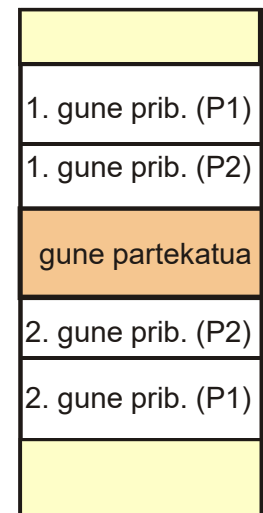 1. gune prib. (P1)
1. gune prib. (P2)
gune partekatua
2. gune prib. (P2)
2. gune prib. (P1)